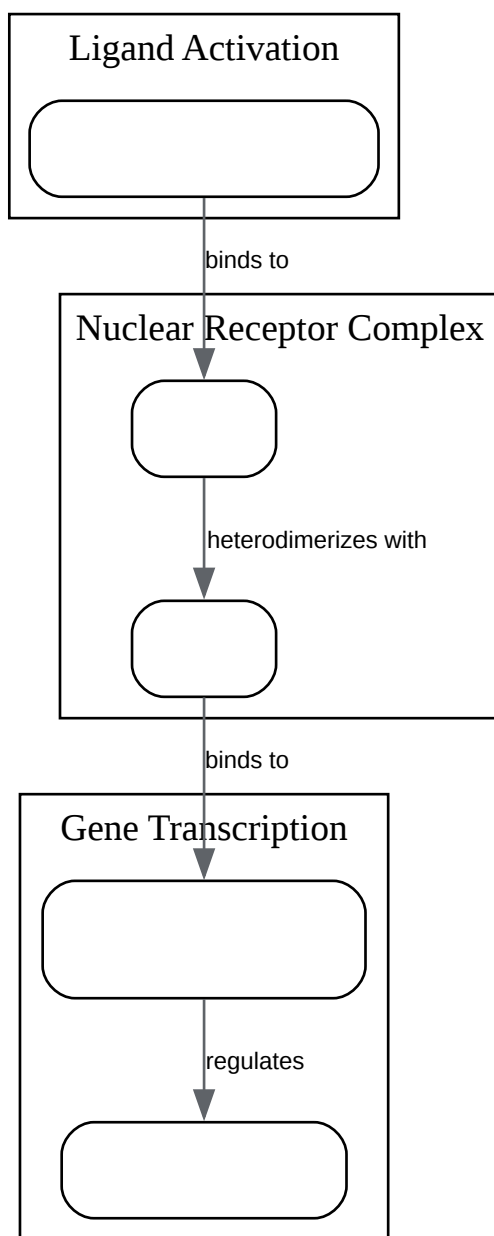 Ligand Activation
binds to
Nuclear Receptor Complex
heterodimerizes with
binds to
Gene Transcription
regulates